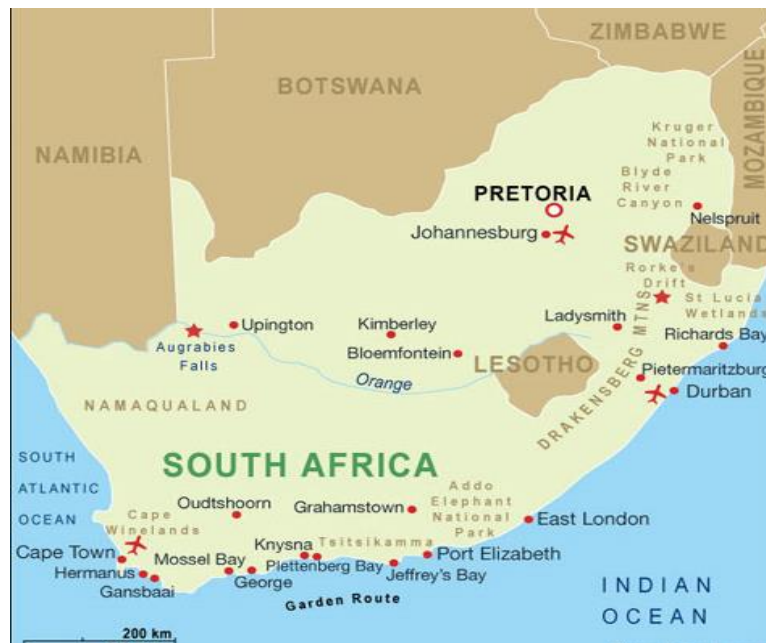 ZIMBABWE
BOTSWANA
MOZAMBIQUE
NAMIBIA
Kruger
National
Park
Blyde
River
Canyon
PRETORIA
Nelspruit
Johannesburg
SWAZILAND
Rorke's
Drift
St Lucia
Wetlands
Upington
Kimberley
Ladysmith
Augrabies
Falls
Bloemfontein
Richards Bay
LESOTHO
Orange
Pietermaritzburg
DRAKENSBERG MTNS
Durban
NAMAQUALAND
SOUTH AFRICA
SOUTH
ATLANTIC
OCEAN
Oudtshoorn
Grahamstown
Addo
Elephant
National
Park
Cape
Winelands
East London
Cape Town
Mossel Bay
Knysna
Tsitsikamma
Port Elizabeth
Hermanus
Plettenberg Bay
Gansbaai
George
Jeffrey's Bay
Garden Route
INDIAN
OCEAN
200 km